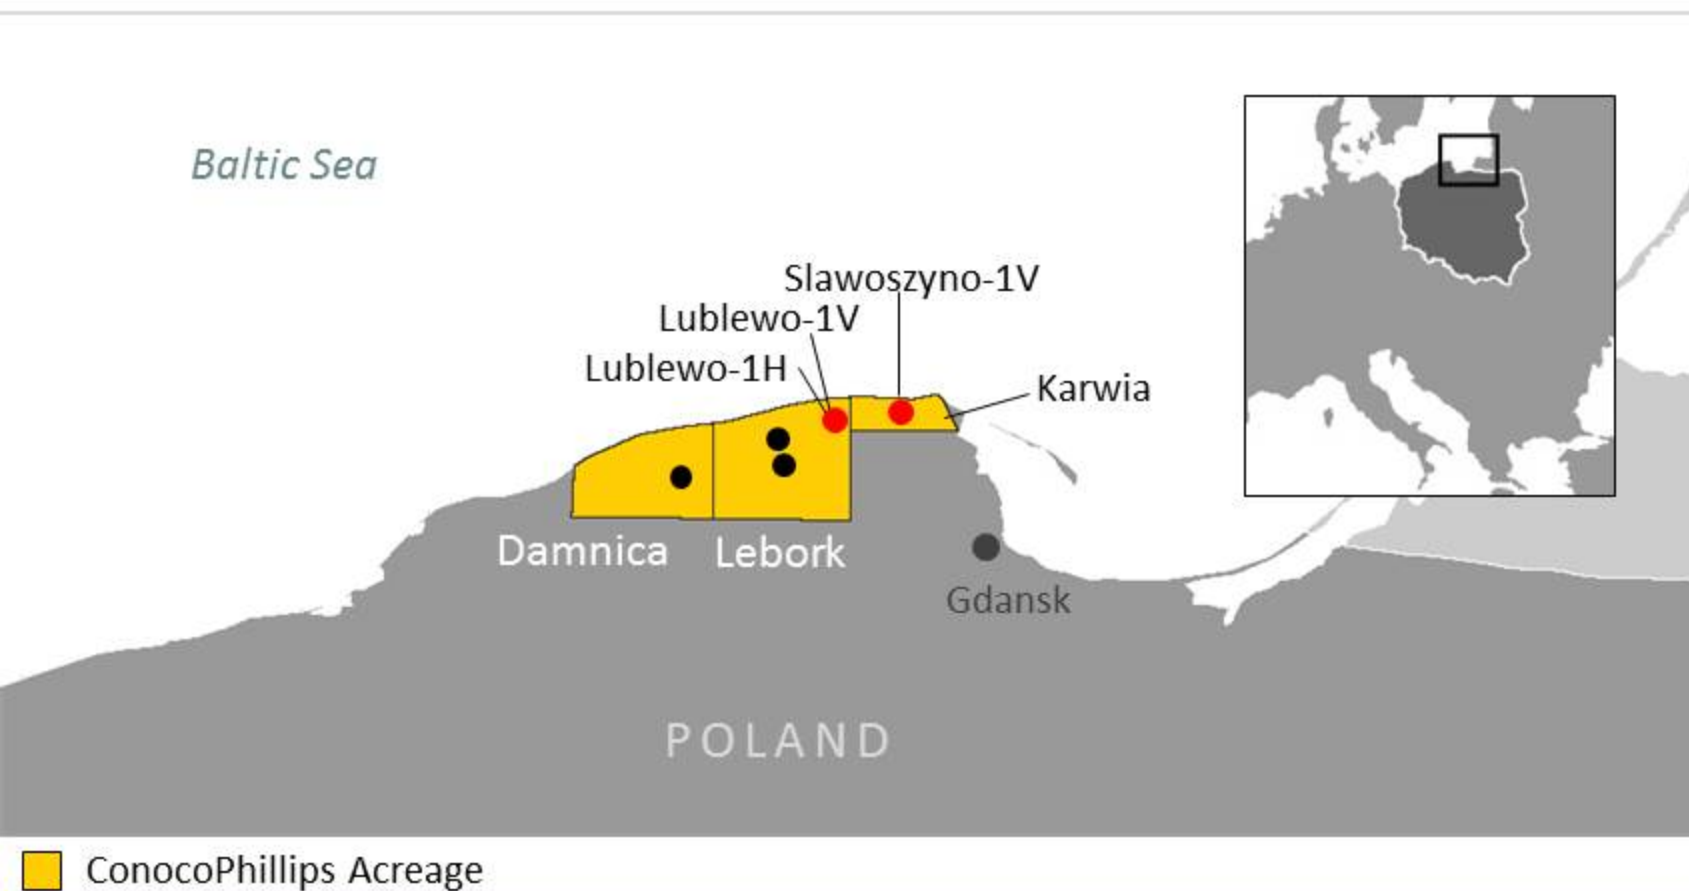 Baltic Sea
Slawoszyno-1V
Lublewo-1V
Lublewo-1H
Karwia
Damnica
Lebork
Gdansk
POLAND
ConocoPhillips Acreage